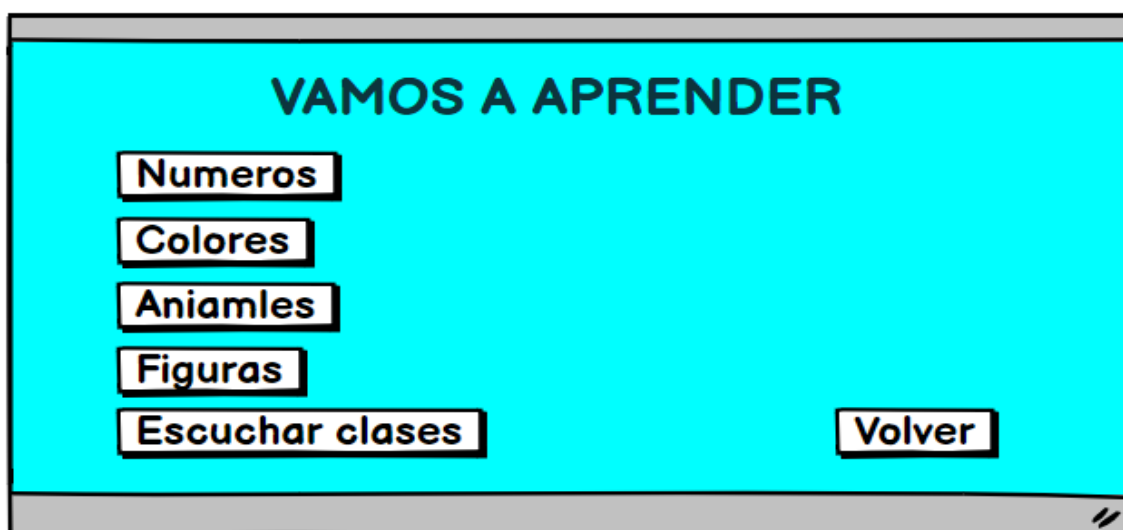 VAMOS A APRENDER
Numeros
Colores
Aniamles
Figuras
Escuchar clases
Volver